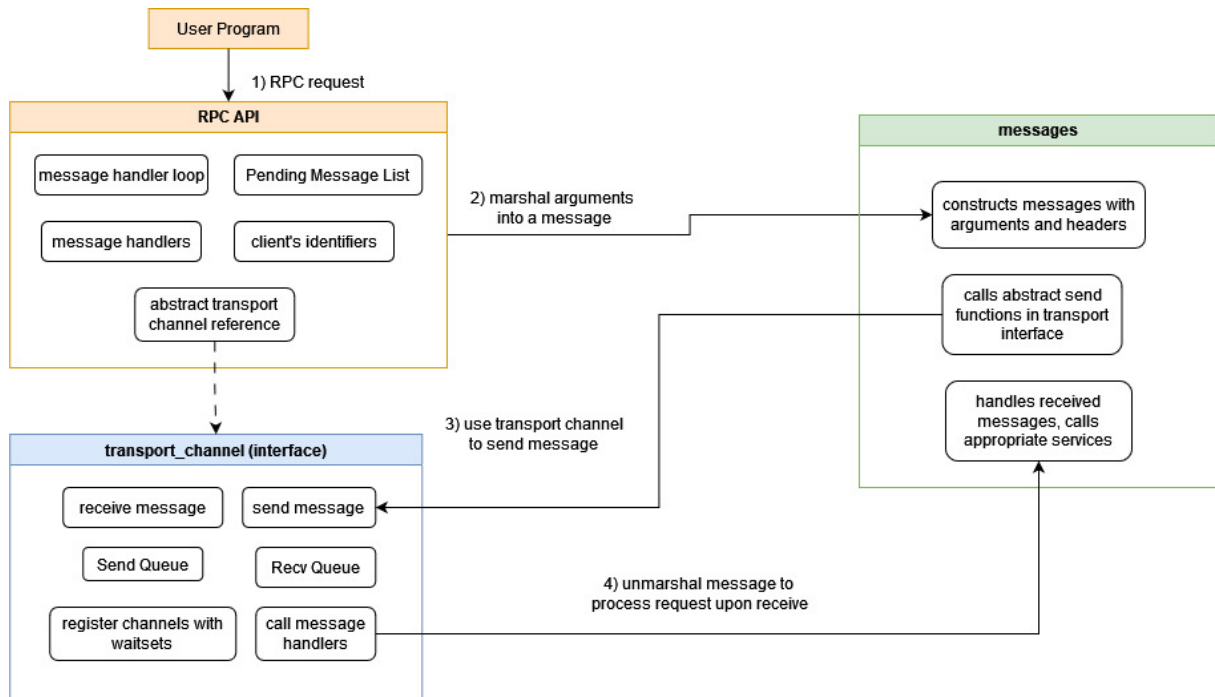 User Program
1) RPC request
RPC API
message handler loop
Pending Message List
message handlers
client's identifiers
abstract transport
channel reference
2) marshal arguments
into a message
messages
constructs messages with
arguments and headers
calls abstract send
functions in transport
interface
handles received
messages, calls
appropriate services
3) use transport channel
to send message
transport_channel (interface)
receive message
send message
Send Queue
Recv Queue
register channels with
waitsets
call message
handlers
4) unmarshal message to
process request upon receive